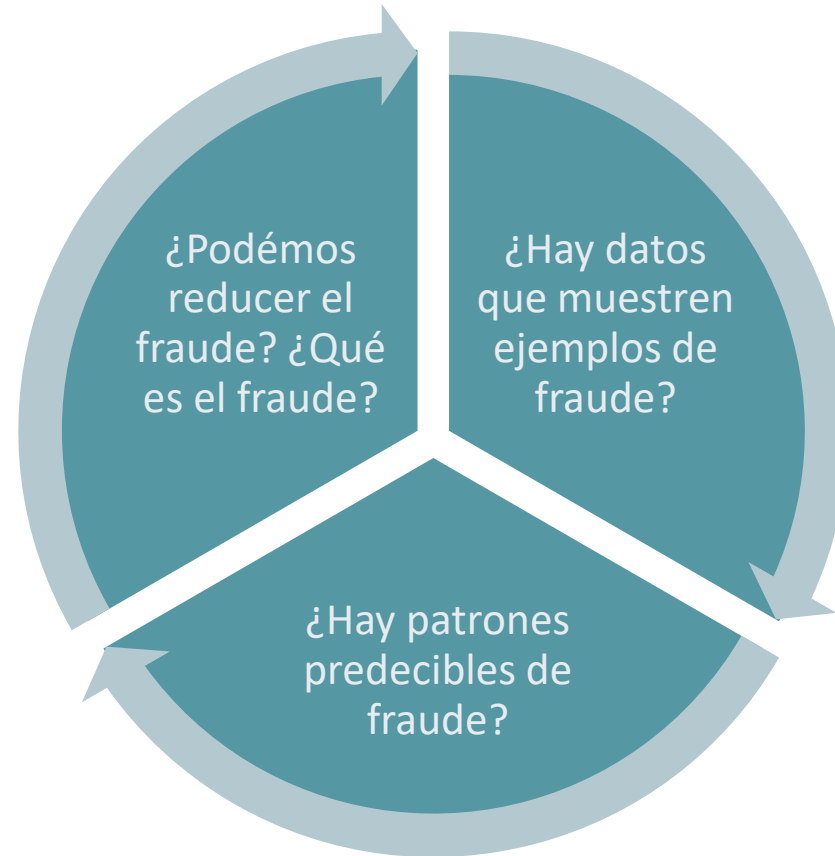 ¿Podémos
reducer el
fraude? ¿Qué
es el fraude?
¿Hay datos
que muestren
ejemplos de
fraude?
¿Hay patrones
predecibles de
fraude?